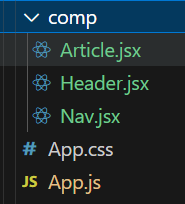 comp
Article.jsx
Header.jsx
Nav.jsx
# App.css
JS App.js